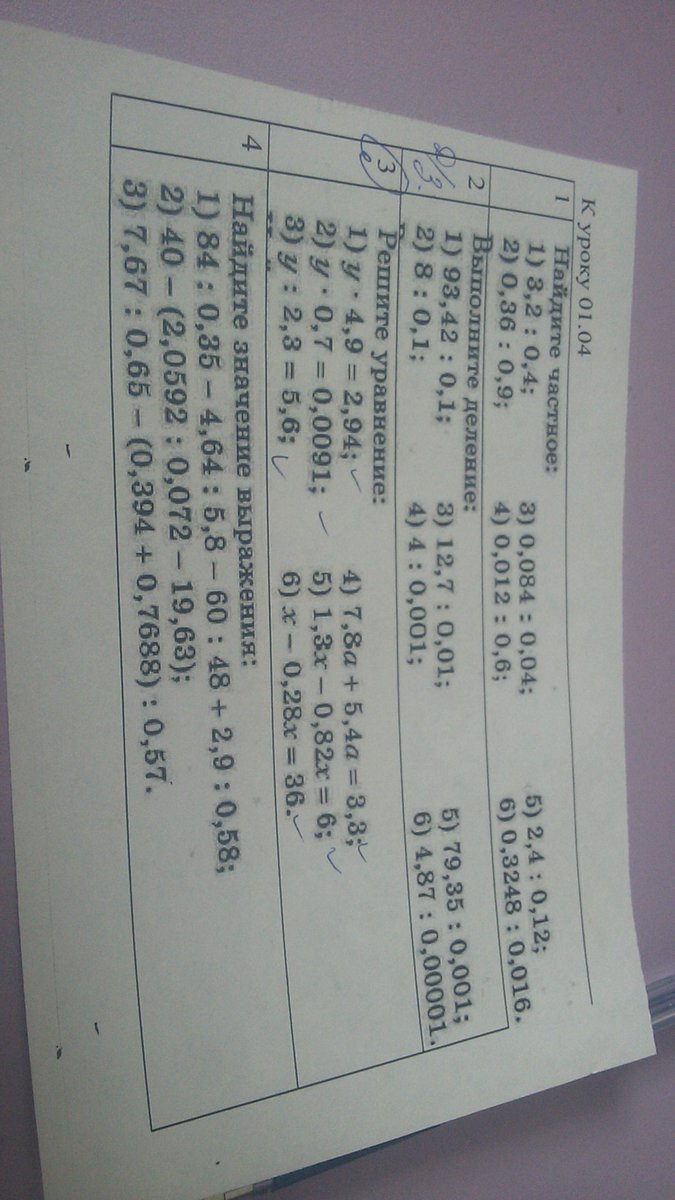 К уроку 01.04
1
Найдите частное:
1) 3,2 : 0,4; 3) 0,084 : 0,04; 5) 2,4 : 0,12;
2) 0,36 : 0,9; 4) 0,012 : 0,6; 6) 0,3248 : 0,016.
2
Выполните деление:
1) 93,42 : 0,1; 3) 12,7 : 0,01; 5) 79,35 : 0,001;
2) 8 : 0,1; 4) 4 : 0,001; 6) 4,87 : 0,00001.
3
Решите уравнение:
1) y · 4,9 = 2,94; 4) 7,8a + 5,4a = 3,3;
2) y · 0,7 = 0,0091; 5) 1,3x − 0,82x = 6;
3) y : 2,3 = 5,6; 6) x − 0,28x = 36.
4
Найдите значение выражения:
1) 84 : 0,35 − 4,64 : 5,8 − 60 : 48 + 2,9 : 0,58;
2) 40 − (2,0592 : 0,072 − 19,63);
3) 7,67 : 0,65 − (0,394 + 0,7688) : 0,57.